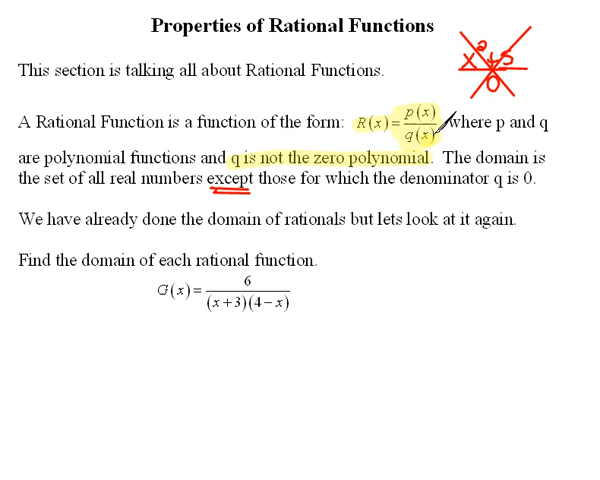 Properties of Rational Functions
x² + 5
0
This section is talking all about Rational Functions.
A Rational Function is a function of the form: R(x) = p(x)/q(x), where p and q
are polynomial functions and q is not the zero polynomial. The domain is
the set of all real numbers except those for which the denominator q is 0.
We have already done the domain of rationals but lets look at it again.
Find the domain of each rational function.
G(x) = 6/((x+3)(4−x))